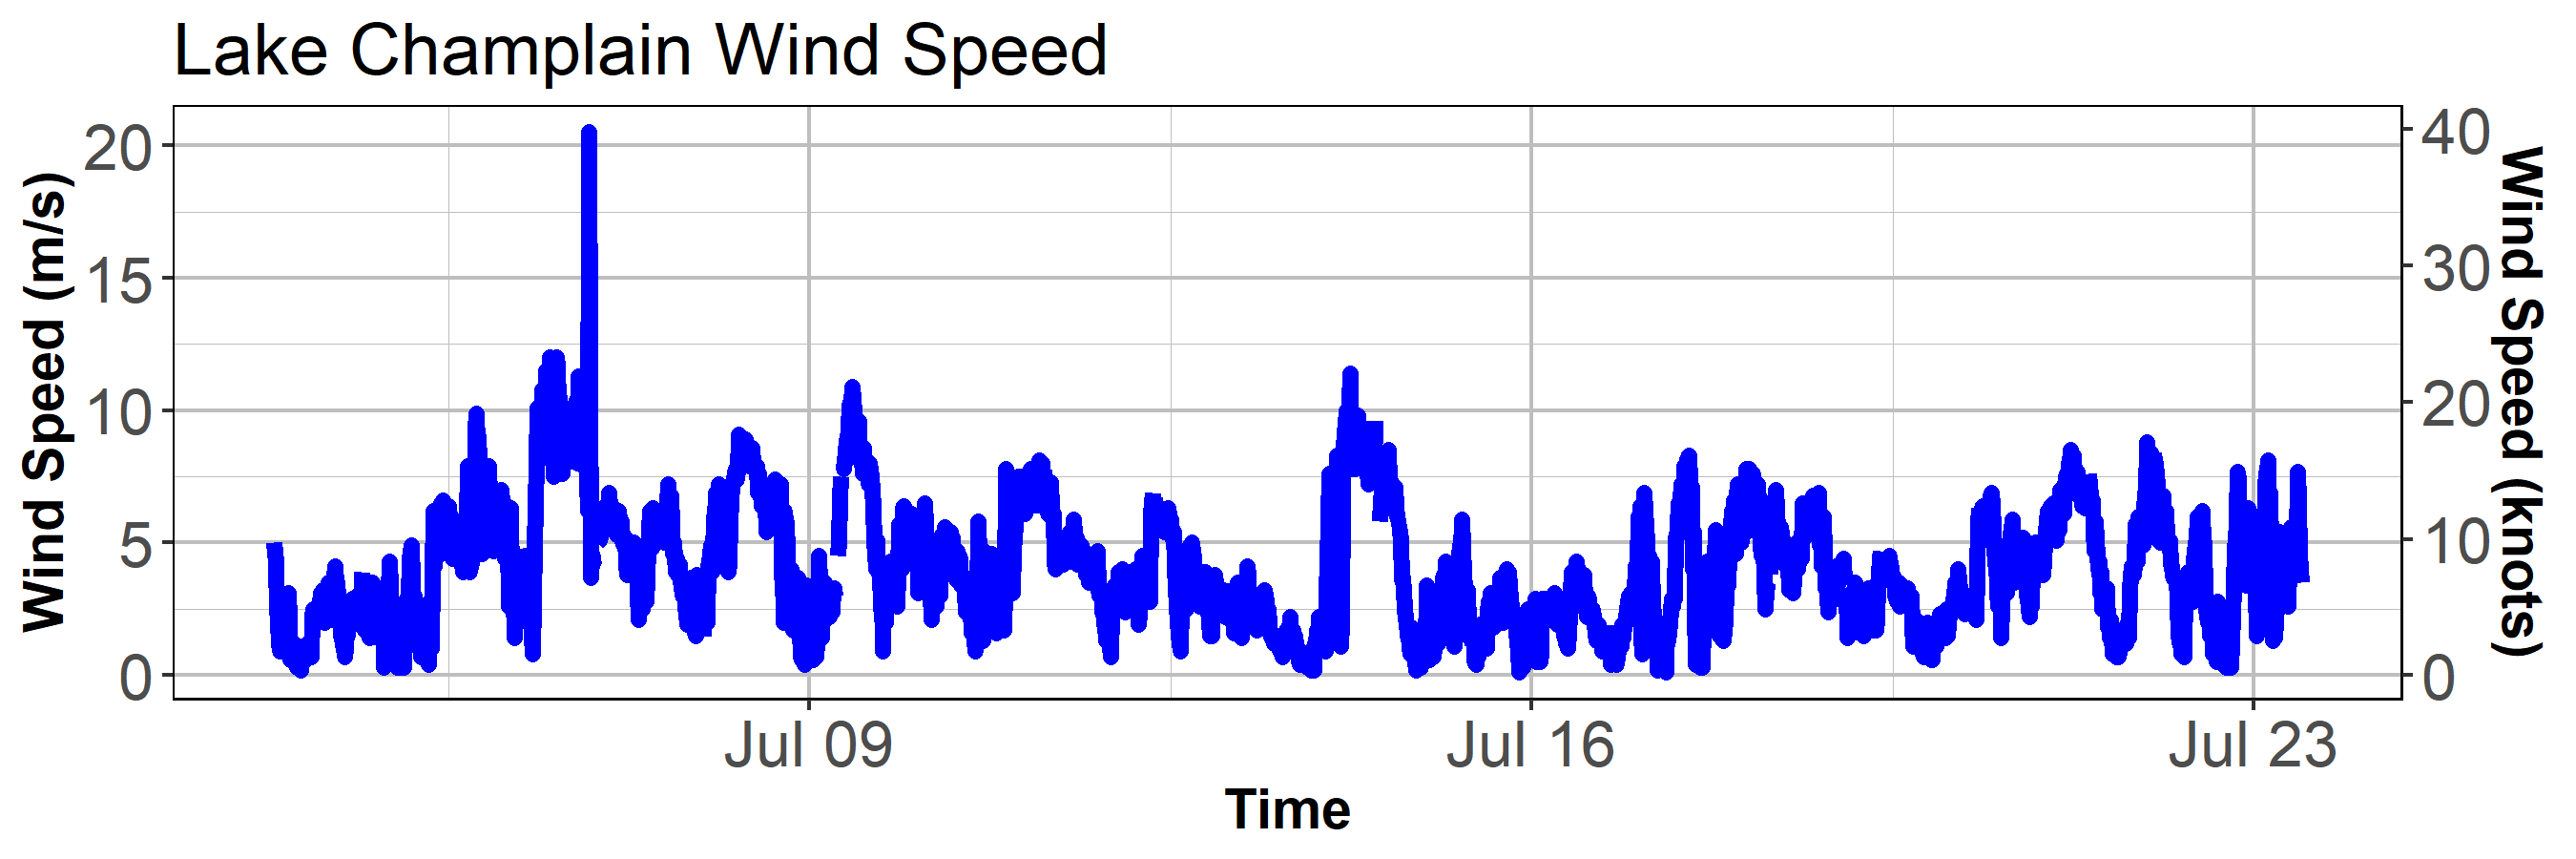 Lake Champlain Wind Speed
Wind Speed (m/s)
20
15
10
5
0
40
30
20
10
0
Wind Speed (knots)
Jul 09
Jul 16
Jul 23
Time